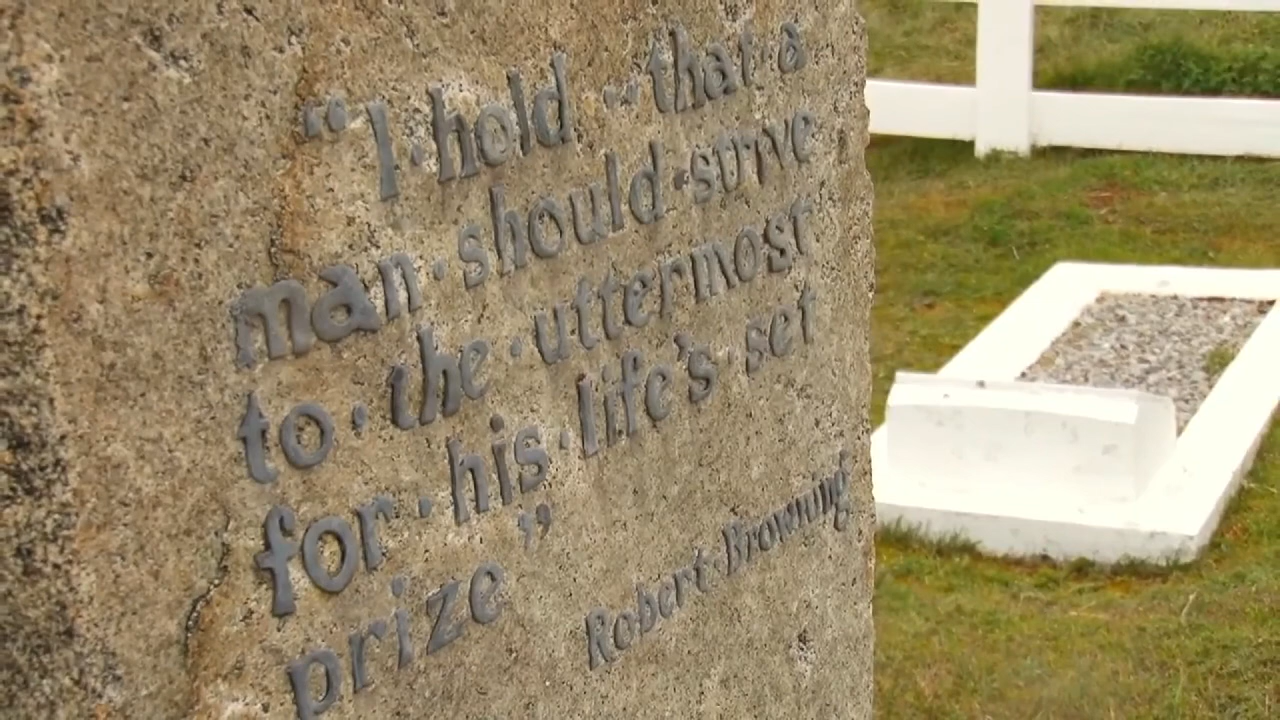 "I·hold··that·a
man·should·strive
to·the·uttermost
for·his·life's·set
prize"
Robert·Browning